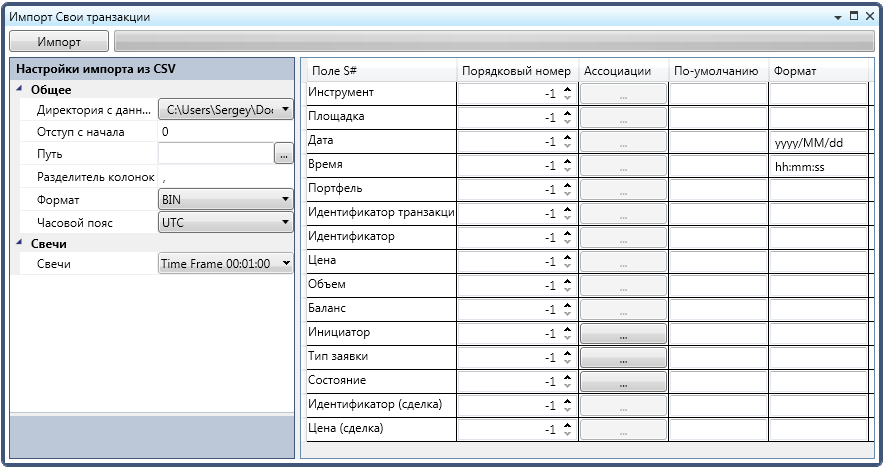 Импорт Свои транзакции
Импорт
Настройки импорта из CSV
Общее
Директория с данн... C:\Users\Sergey\Do
Отступ с начала 0
Путь ...
Разделитель колонок ,
Формат BIN
Часовой пояс UTC
Свечи
Свечи Time Frame 00:01:00
Поле S# Порядковый номер Ассоциации По-умолчанию Формат
Инструмент -1 ...
Площадка -1 ...
Дата -1 ... yyyy/MM/dd
Время -1 ... hh:mm:ss
Портфель -1 ...
Идентификатор транзакци -1 ...
Идентификатор -1 ...
Цена -1 ...
Объем -1 ...
Баланс -1 ...
Инициатор -1 ...
Тип заявки -1 ...
Состояние -1 ...
Идентификатор (сделка) -1 ...
Цена (сделка) -1 ...